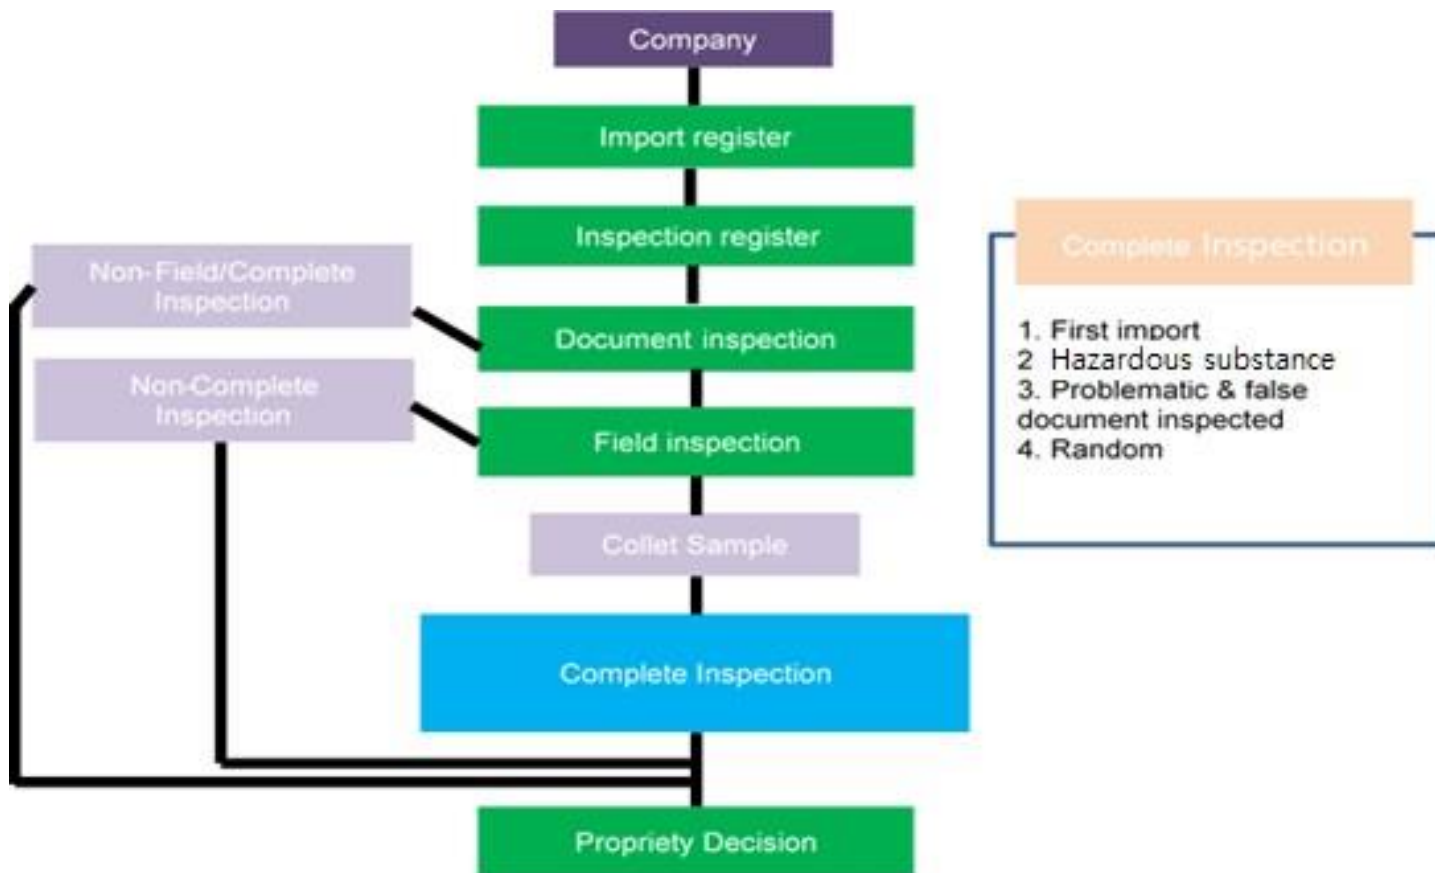 Company
Import register
Inspection register
Non-Field/Complete
Inspection
Document inspection
Non-Complete
Inspection
Field inspection
Collet Sample
Complete Inspection
Propriety Decision
Complete Inspection
1. First import
2 Hazardous substance
3. Problematic & false
document inspected
4. Random